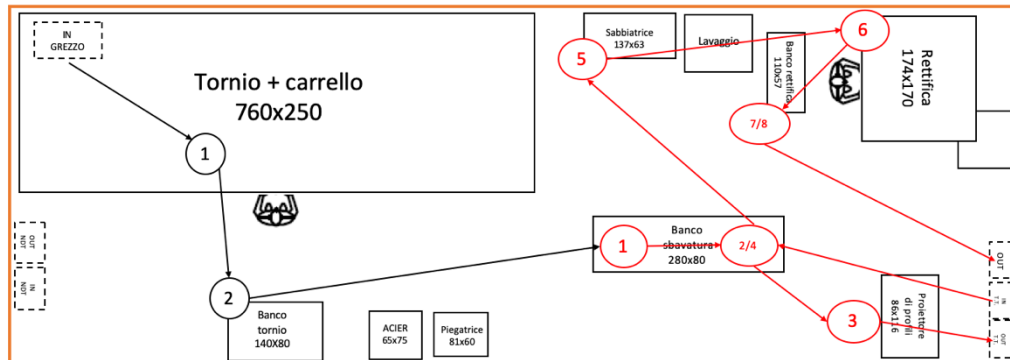 IN
GREZZO
Tornio + carrello
760x250
1
Sabbiatrice
137x63
5
Lavaggio
Banco rettifica
110x57
6
Rettifica
174x170
7/8
OUT
NOT
IN
NOT
2
Banco
tornio
140X80
ACIER
65x75
Piegatrice
81x60
Banco
sbavatura
280x80
1
2/4
3
Proiettore
di profili
86x116
OUT
IN
T.T.
OUT
T.T.